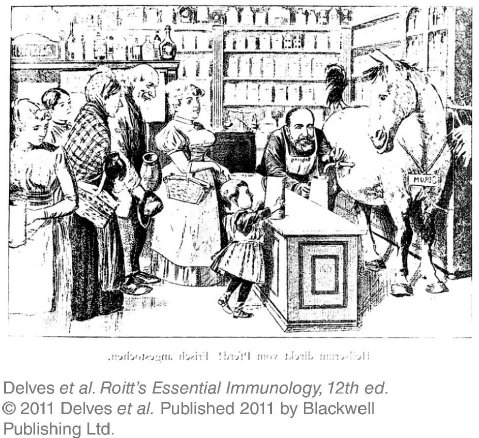 Heilserum direkt vom Pferd! Frisch angestochen.
Delves et al. Roitt's Essential Immunology, 12th ed.
© 2011 Delves et al. Published 2011 by Blackwell
Publishing Ltd.